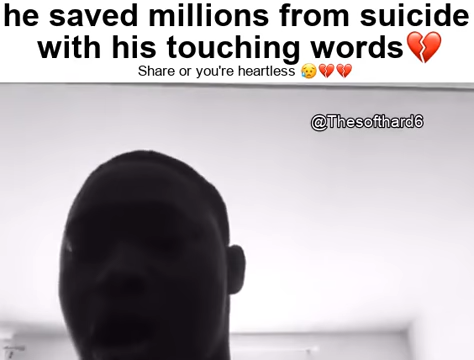 he saved millions from suicide
with his touching words💔
Share or you're heartless 😥💔💔
@Thesofthard6